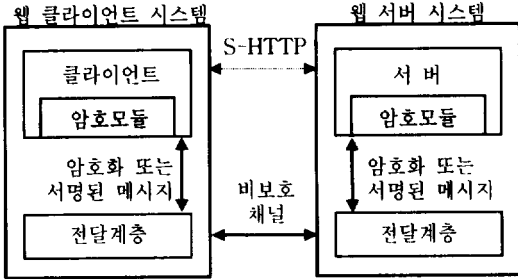 웹 클라이언트 시스템
웹 서버 시스템
S-HTTP
클라이언트
암호모듈
서 버
암호모듈
암호화 또는
서명된 메시지
암호화 또는
서명된 메시지
비보호
채널
전달계층
전달계층